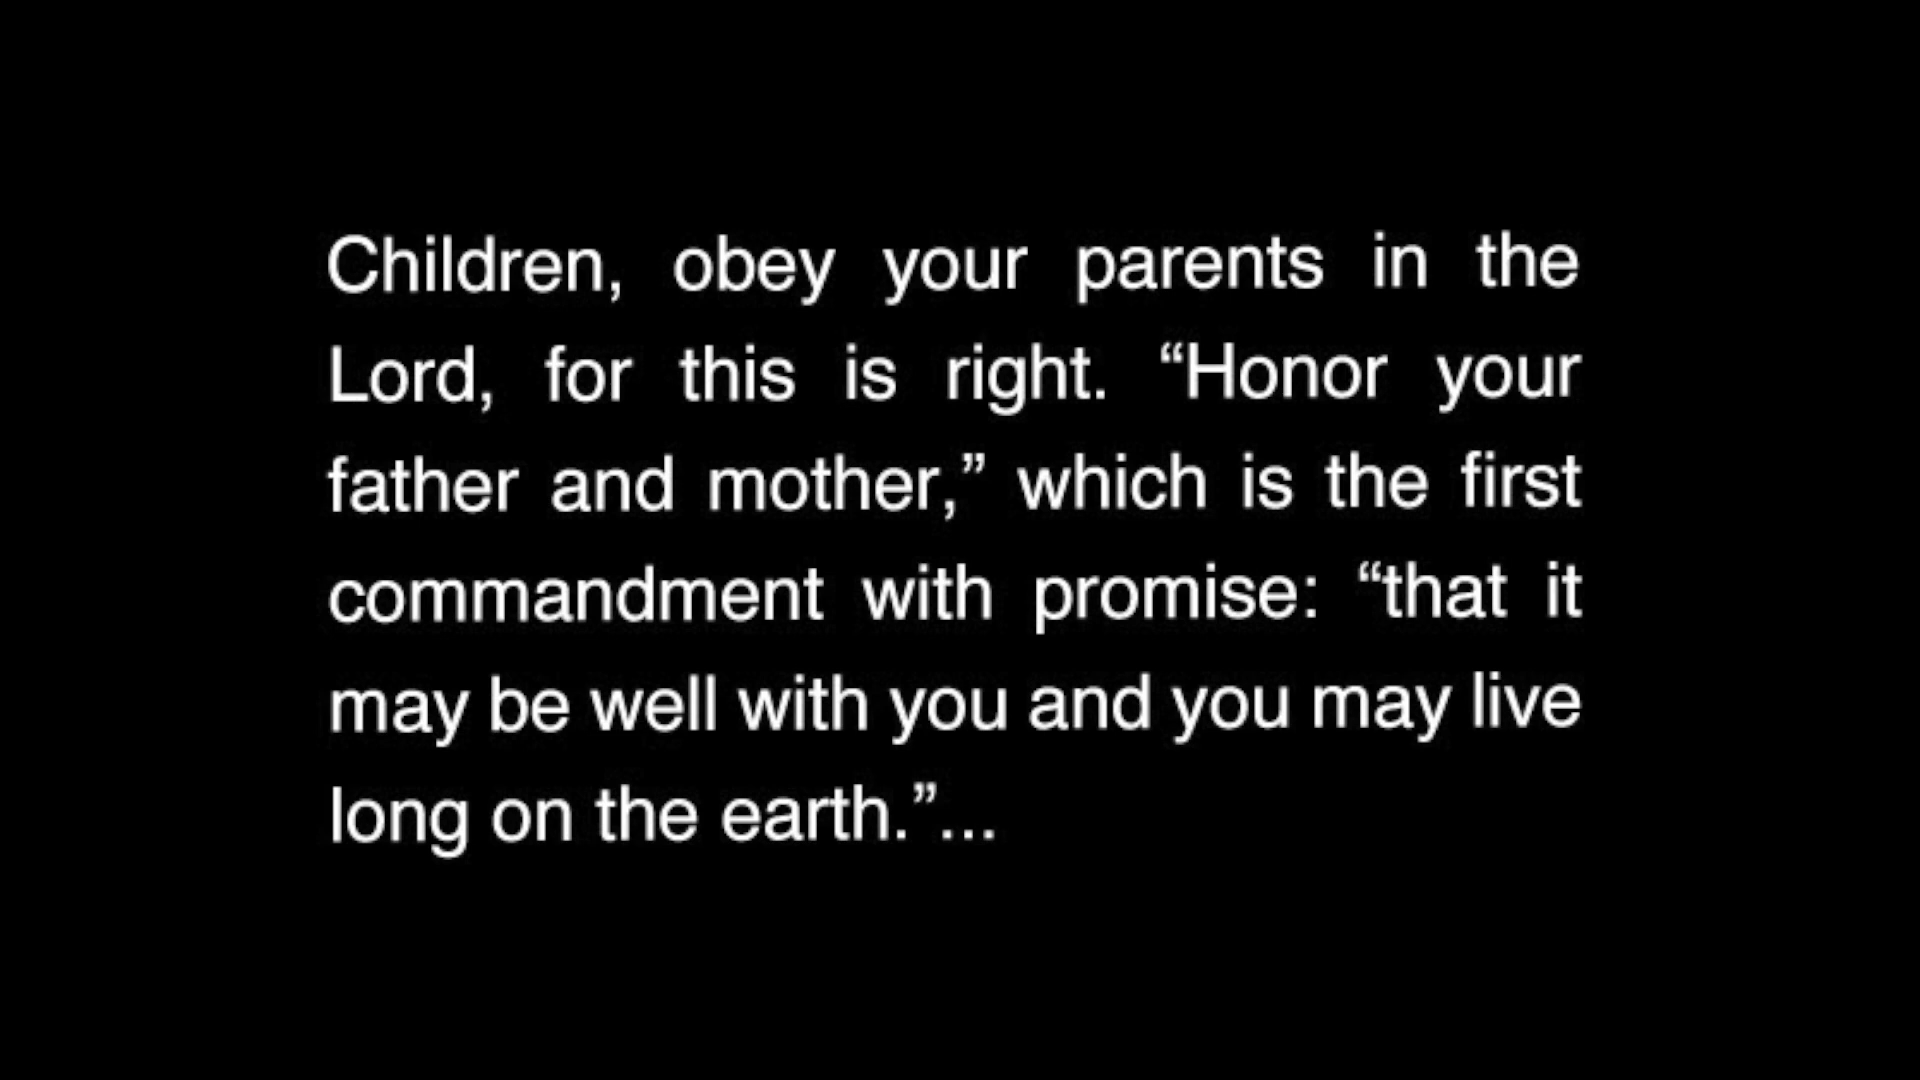 Children, obey your parents in the
Lord, for this is right. “Honor your
father and mother,” which is the first
commandment with promise: “that it
may be well with you and you may live
long on the earth.”...